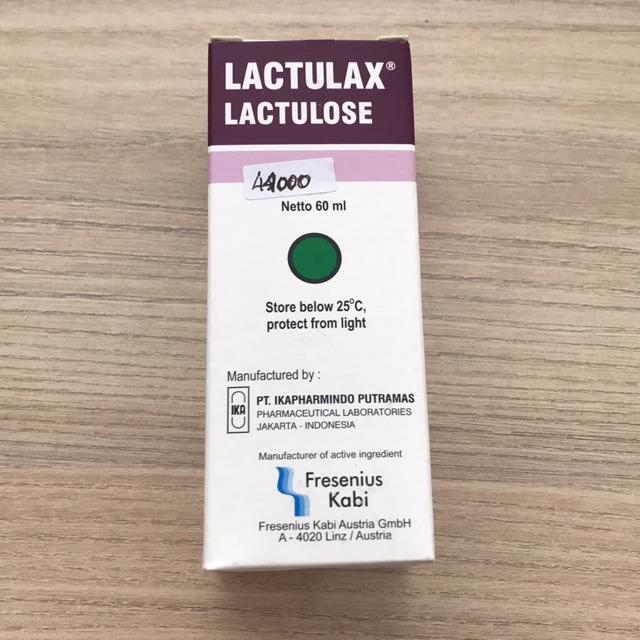 LACTULAX®
LACTULOSE
Netto 60 ml
Store below 25°C,
protect from light
Manufactured by :
IKA
PT. IKAPHARMINDO PUTRAMAS
PHARMACEUTICAL LABORATORIES
JAKARTA - INDONESIA
Manufacturer of active ingredient
Fresenius
Kabi
Fresenius Kabi Austria GmbH
A - 4020 Linz / Austria